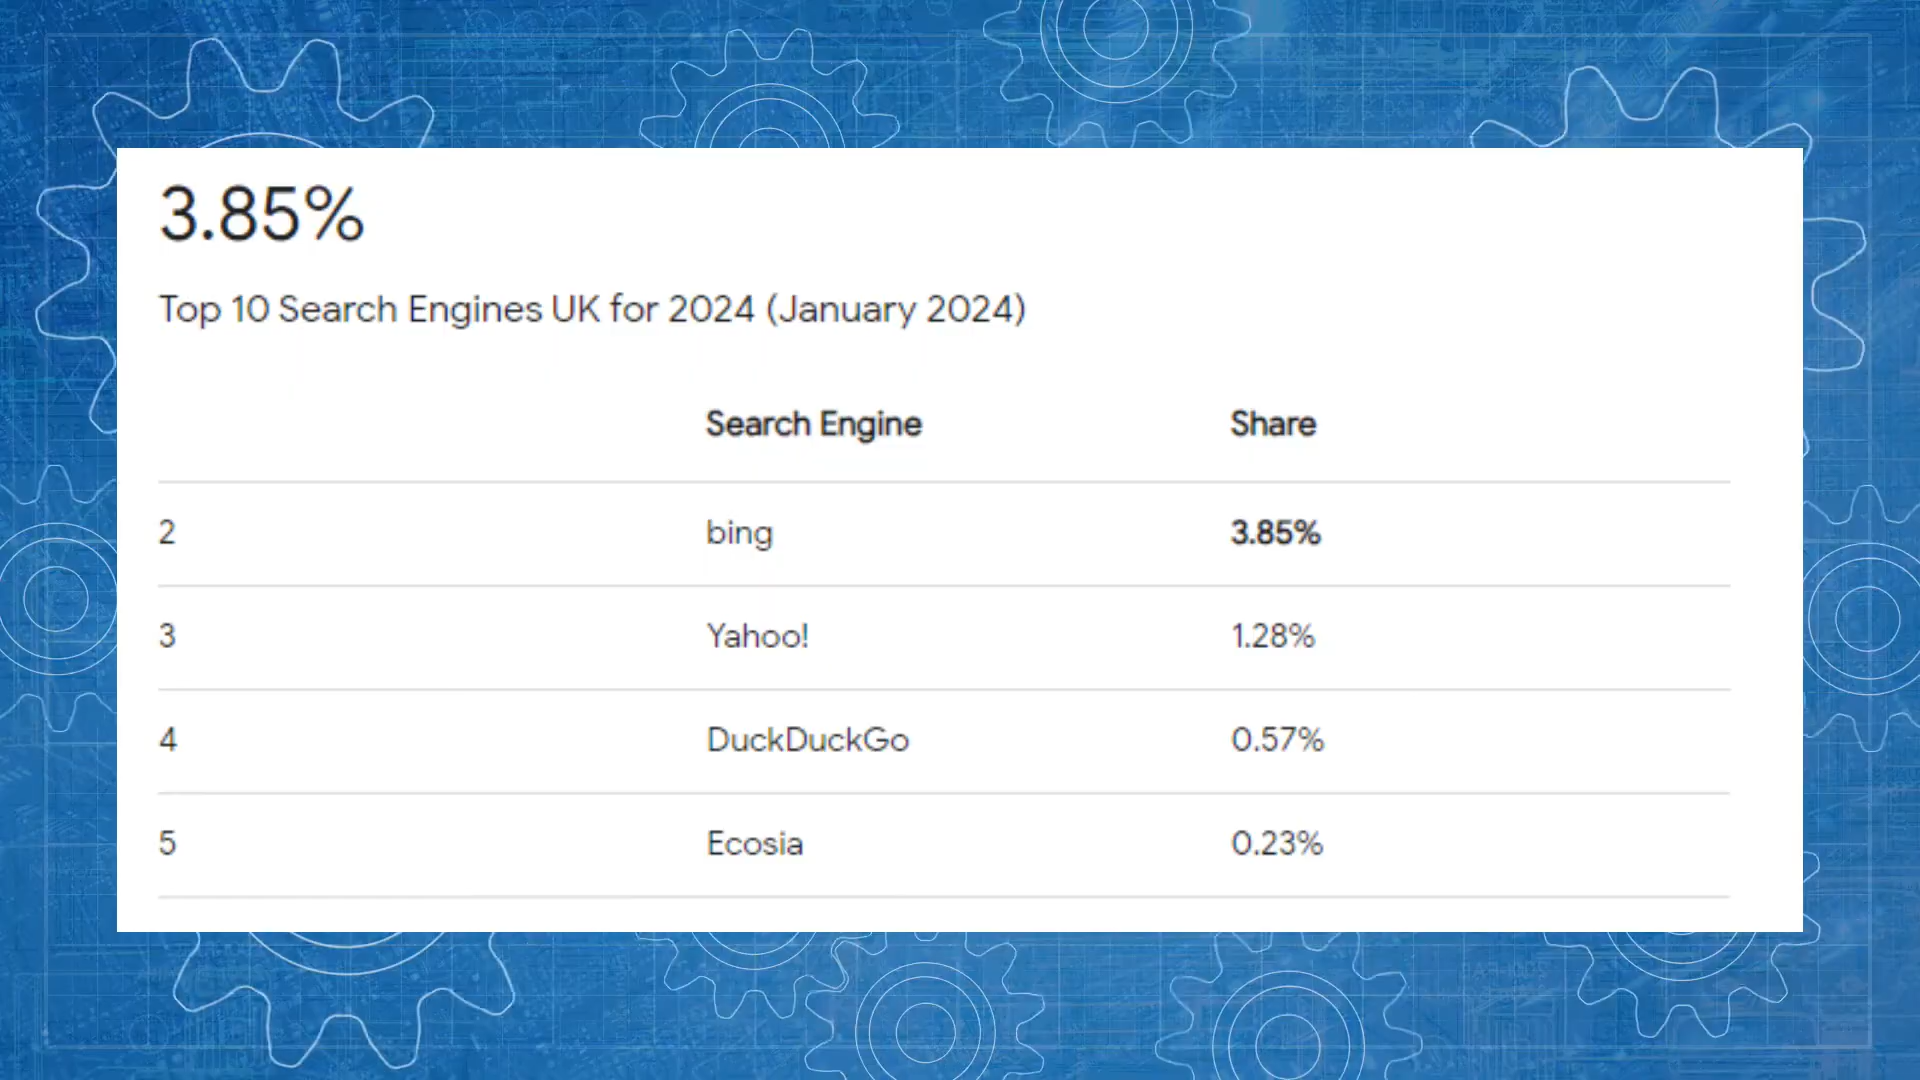 3.85%
Top 10 Search Engines UK for 2024 (January 2024)
Search Engine Share
2 bing 3.85%
3 Yahoo! 1.28%
4 DuckDuckGo 0.57%
5 Ecosia 0.23%